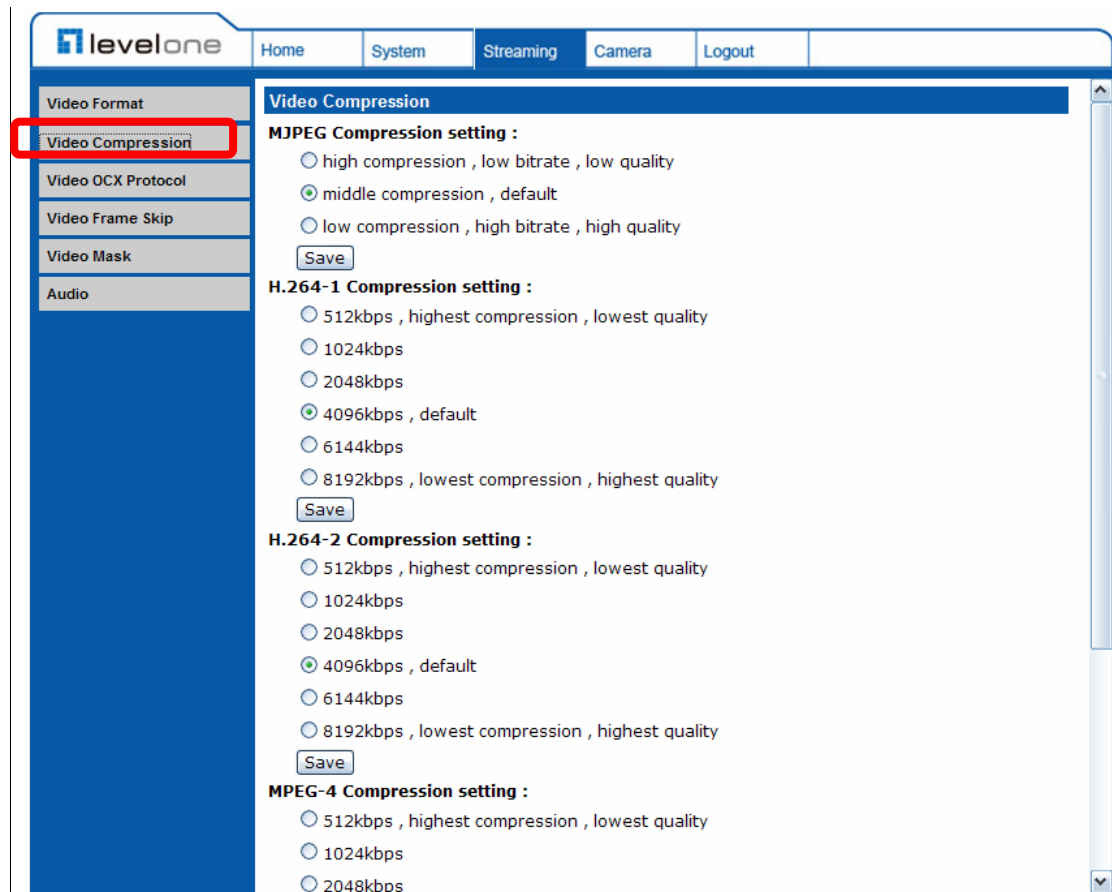 levelone
Home System Streaming Camera Logout
Video Format
Video Compression
Video OCX Protocol
Video Frame Skip
Video Mask
Audio
Video Compression
MJPEG Compression setting :
high compression , low bitrate , low quality
middle compression , default
low compression , high bitrate , high quality
Save
H.264-1 Compression setting :
512kbps , highest compression , lowest quality
1024kbps
2048kbps
4096kbps , default
6144kbps
8192kbps , lowest compression , highest quality
Save
H.264-2 Compression setting :
512kbps , highest compression , lowest quality
1024kbps
2048kbps
4096kbps , default
6144kbps
8192kbps , lowest compression , highest quality
Save
MPEG-4 Compression setting :
512kbps , highest compression , lowest quality
1024kbps
2048kbps